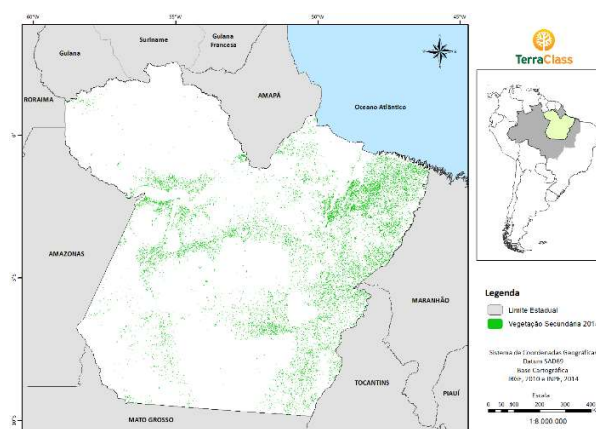 60°W
55°W
50°W
45°W
Suriname
Guiana
Francesa
Guiana
RORAIMA
AMAPÁ
Oceano Atlântico
AMAZONAS
MARANHÃO
TOCANTINS
PIAUÍ
MATO GROSSO
TerraClass
Legenda
Limite Estadual
Vegetação Secundária
Sistema de Coordenadas Geográficas
Datum SAD69
Base Cartográfica
IBGE, 2010 e INPE, 2014
Escala
1:8 000 000